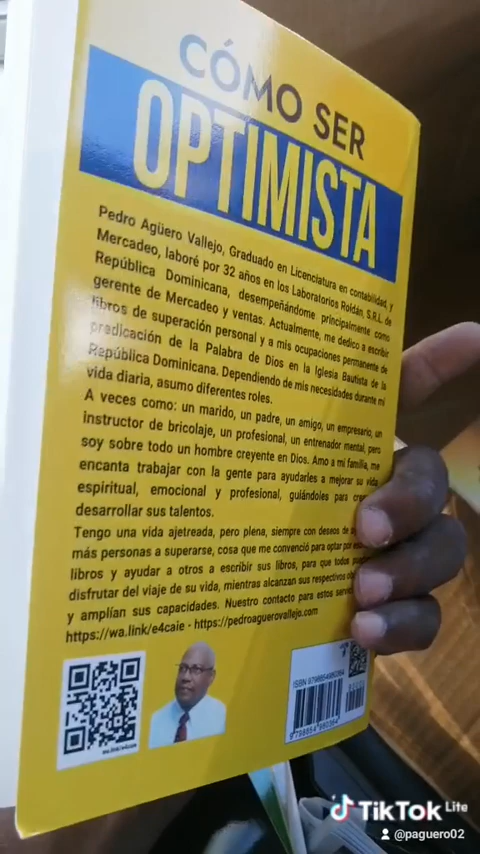 CÓMO SER
OPTIMISTA
Pedro Agüero Vallejo, Graduado en Licenciatura en contabilidad, y
Mercadeo, laboré por 32 años en los Laboratorios Roldán, S.R.L. de
República Dominicana, desempeñándome principalmente como
gerente de Mercadeo y ventas. Actualmente, me dedico a escribir
libros de superación personal y a mis ocupaciones permanente de
predicación de la Palabra de Dios en la Iglesia Bautista de la
República Dominicana. Dependiendo de mis necesidades durante mi
vida diaria, asumo diferentes roles.
A veces como: un marido, un padre, un amigo, un empresario, un
instructor de bricolaje, un profesional, un entrenador mental, pero
soy sobre todo un hombre creyente en Dios. Amo a mi familia, me
encanta trabajar con la gente para ayudarles a mejorar su vida
espiritual, emocional y profesional, guiándoles para
desarrollar sus talentos.
Tengo una vida ajetreada, pero plena, siempre con deseos de
más personas a superarse, cosa que me convenció para optar por
libros y ayudar a otros a escribir sus libros, para que todos
disfrutar del viaje de su vida, mientras alcanzan sus respectivos
y amplían sus capacidades. Nuestro contacto para estos
https://wa.link/e4caie - https://pedroaguerovallejo.com
wa.link/e4caie
ISBN 9798854980364
9 798854 980364
TikTok Lite
@paguero02